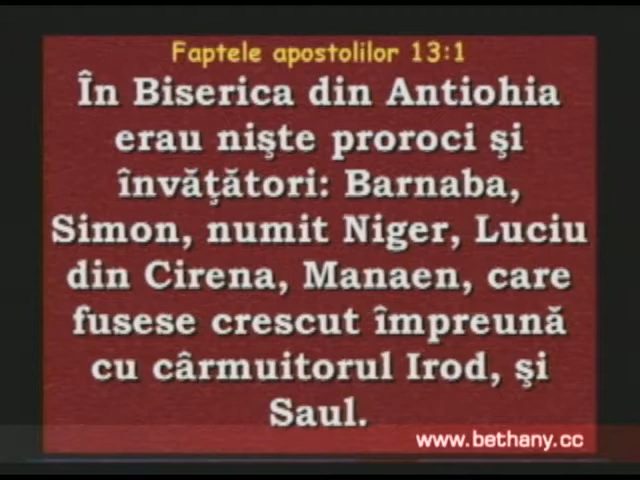 Faptele apostolilor 13:1
În Biserica din Antiohia
erau nişte proroci şi
învăţători: Barnaba,
Simon, numit Niger, Luciu
din Cirena, Manaen, care
fusese crescut împreună
cu cârmuitorul Irod, şi
Saul.
www.bethany.cc